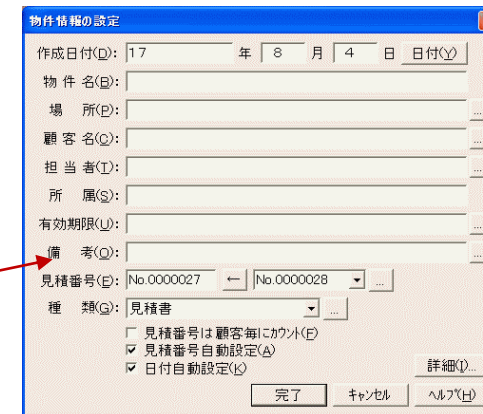 物件情報の設定
作成日付(D): 17 年 8 月 4 日 日付(Y)
物 件 名(B):
場 所(P): ...
顧 客 名(C): ...
担 当 者(T): ...
所 属(S): ...
有効期限(U): ...
備 考(O): ...
見積番号(E): No.0000027 ← No.0000028 ...
種 類(G): 見積書 ...
見積番号は顧客毎にカウント(F)
見積番号自動設定(A)
日付自動設定(K)
詳細(I)...
完了 キャンセル ヘルプ(H)